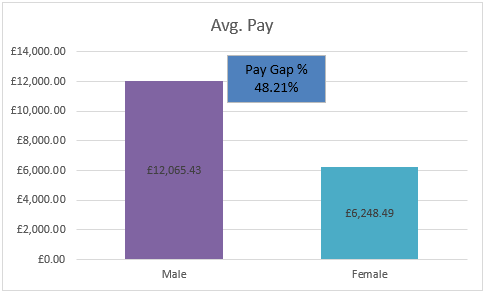 Avg. Pay
£14,000.00
£12,000.00
£10,000.00
£8,000.00
£6,000.00
£4,000.00
£2,000.00
£0.00
Pay Gap %
48.21%
£12,065.43
£6,248.49
Male
Female